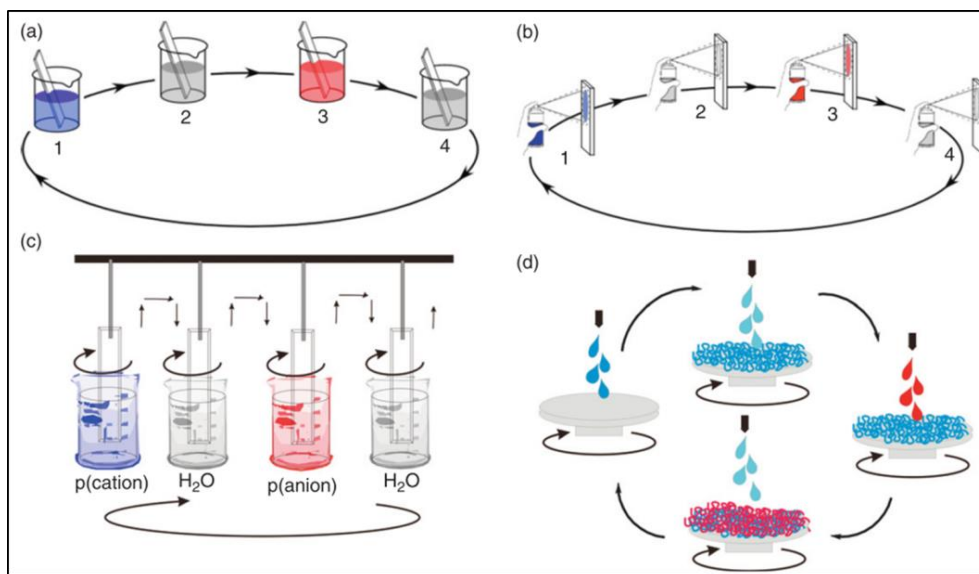 (a)
1
2
3
4
(b)
1
2
3
4
(c)
p(cation)
H₂O
p(anion)
H₂O
(d)